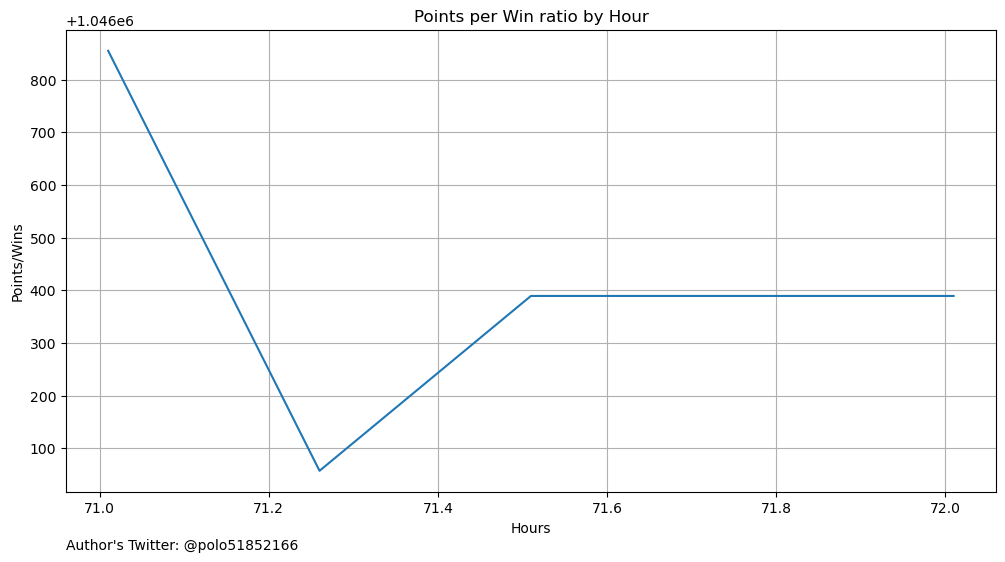 Points per Win ratio by Hour
+1.046e6
800
700
600
500
400
300
200
100
Points/Wins
71.0 71.2 71.4 71.6 71.8 72.0
Hours
Author's Twitter: @polo51852166